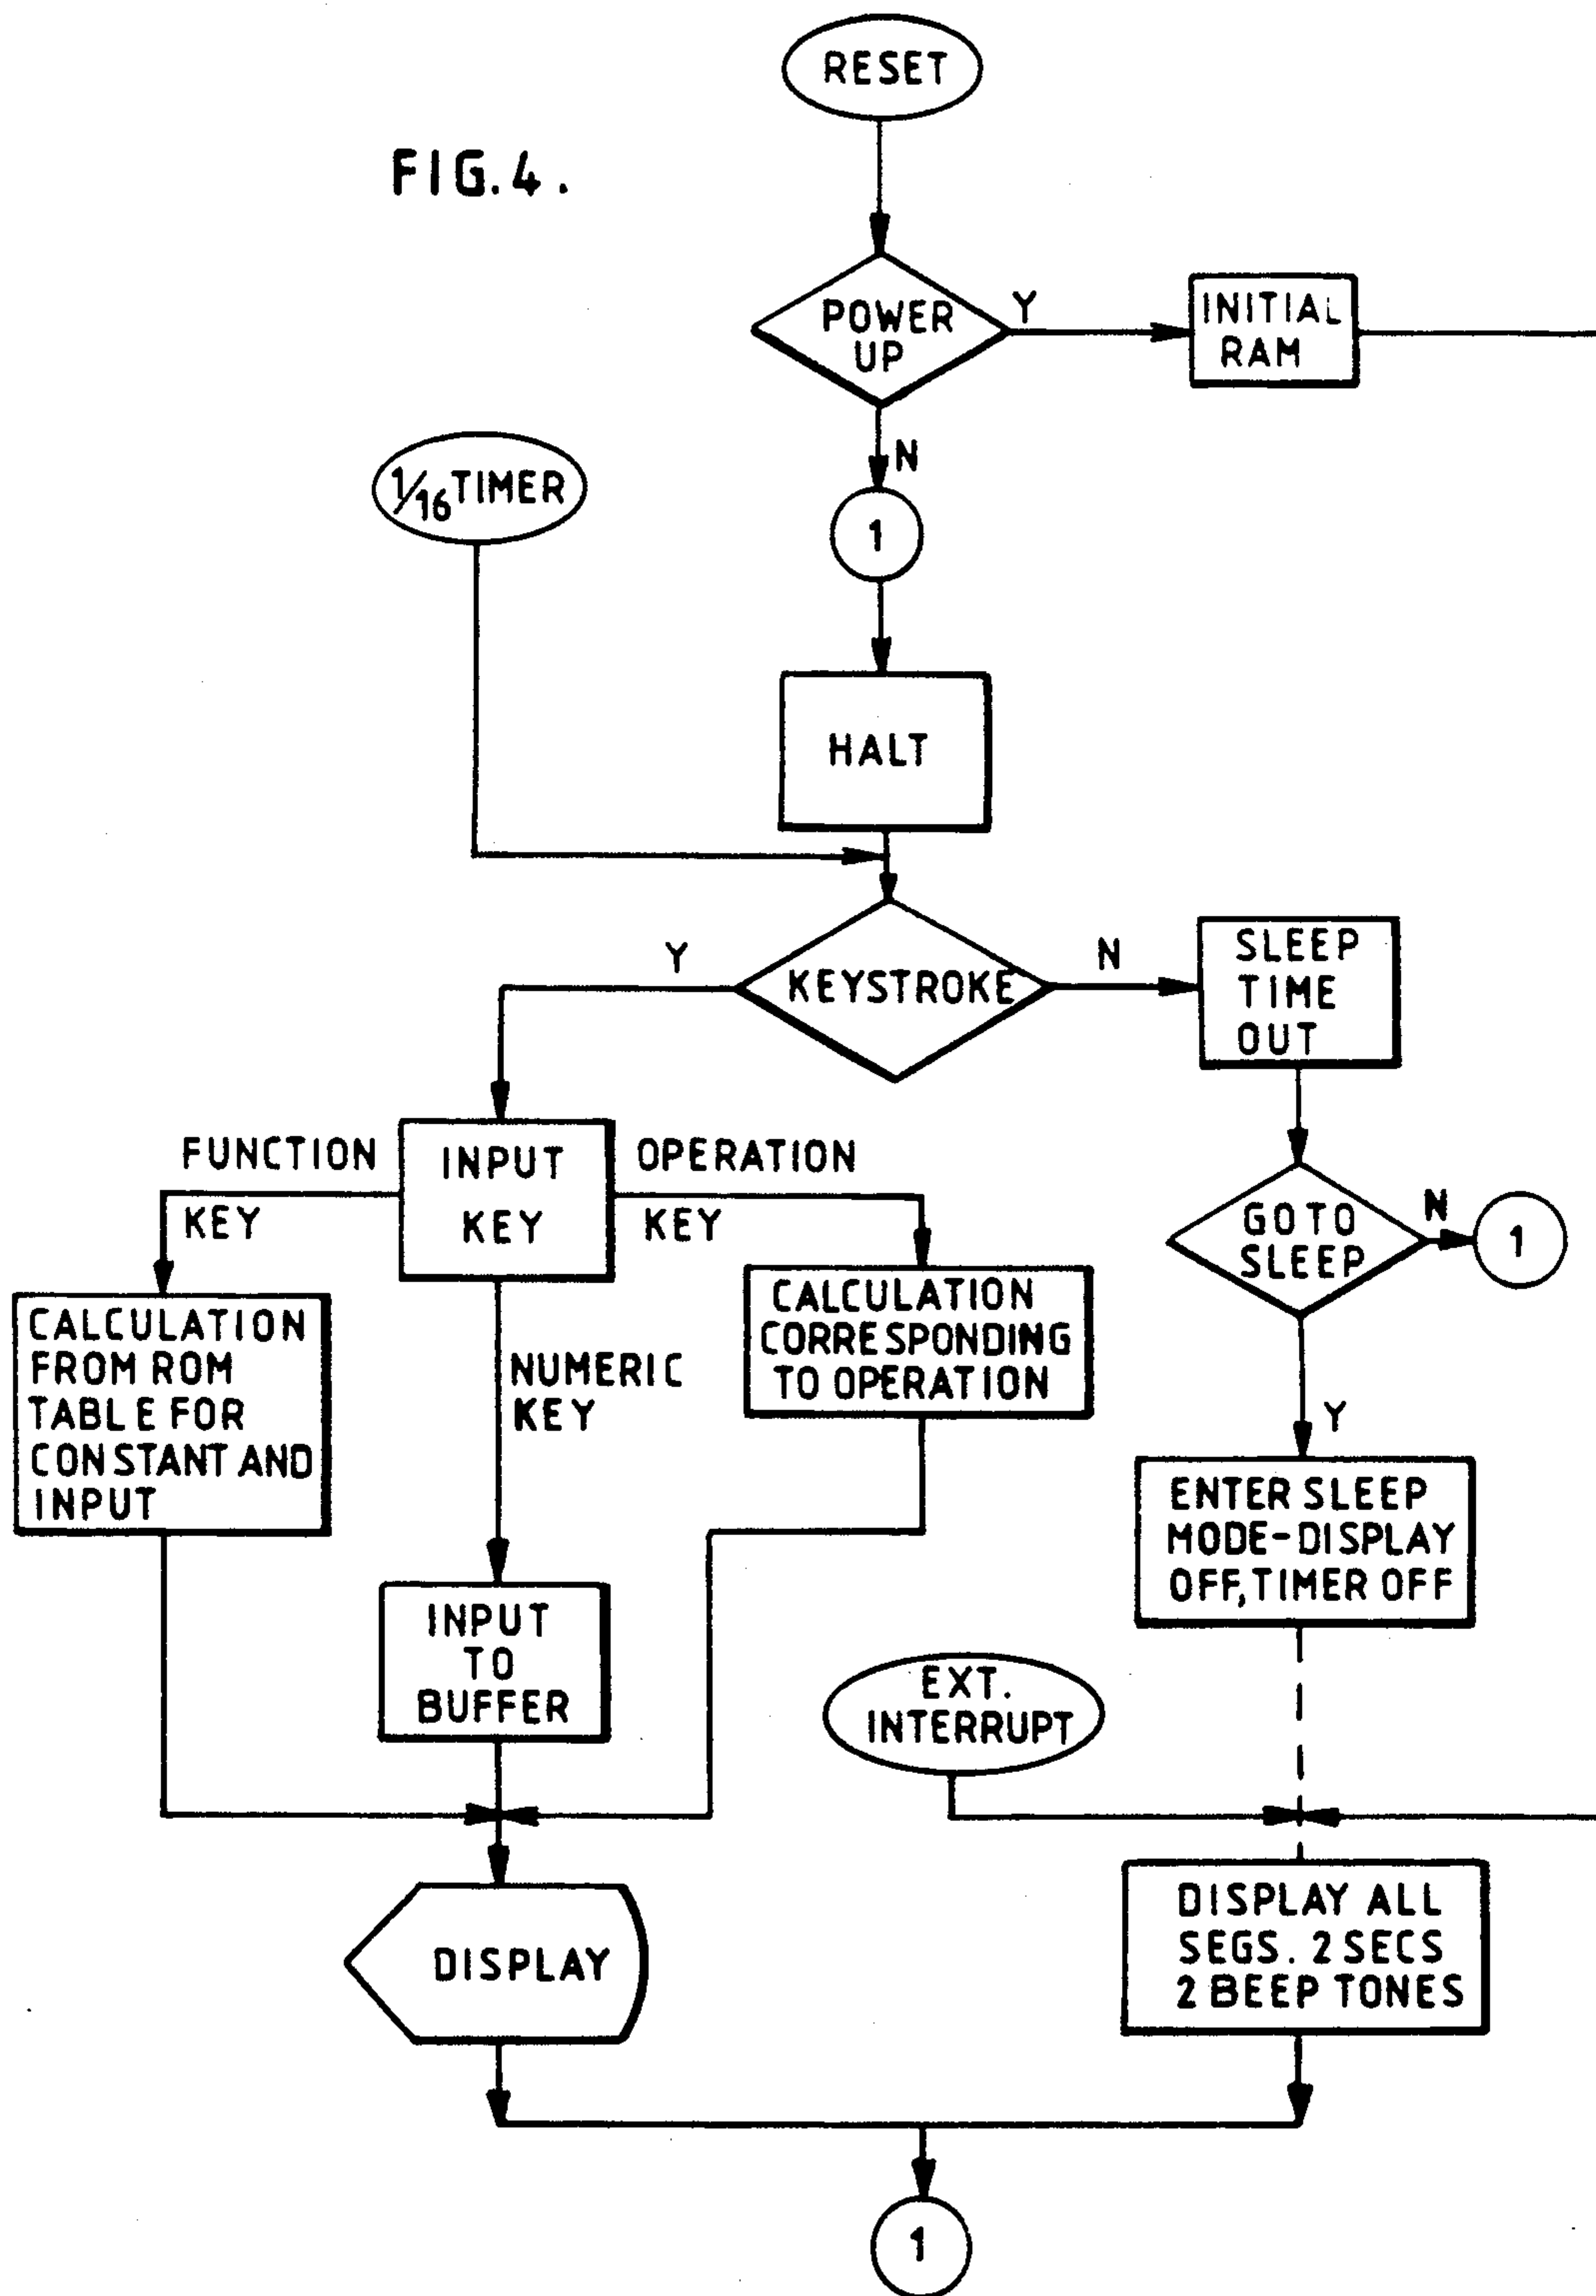 RESET
FIG.4.
POWER
UP
Y
INITIAL
RAM
N
1/16 TIMER
1
HALT
Y
KEYSTROKE
N
SLEEP
TIME
OUT
FUNCTION
KEY
INPUT
KEY
OPERATION
KEY
GO TO
SLEEP
N
1
CALCULATION
FROM ROM
TABLE FOR
CONSTANT AND
INPUT
NUMERIC
KEY
CALCULATION
CORRESPONDING
TO OPERATION
Y
ENTER SLEEP
MODE-DISPLAY
OFF, TIMER OFF
INPUT
TO
BUFFER
EXT.
INTERRUPT
DISPLAY
DISPLAY ALL
SEGS. 2 SECS
2 BEEP TONES
1